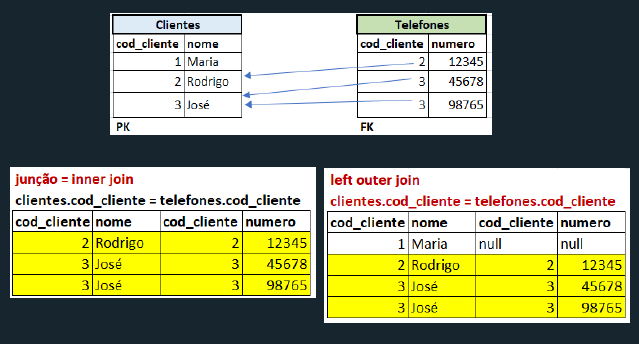 Clientes
cod_cliente nome
1 Maria
2 Rodrigo
3 José
PK
Telefones
cod_cliente numero
2 12345
3 45678
3 98765
FK
junção = inner join
clientes.cod_cliente = telefones.cod_cliente
cod_cliente nome cod_cliente numero
2 Rodrigo 2 12345
3 José 3 45678
3 José 3 98765
left outer join
clientes.cod_cliente = telefones.cod_cliente
cod_cliente nome cod_cliente numero
1 Maria null null
2 Rodrigo 2 12345
3 José 3 45678
3 José 3 98765